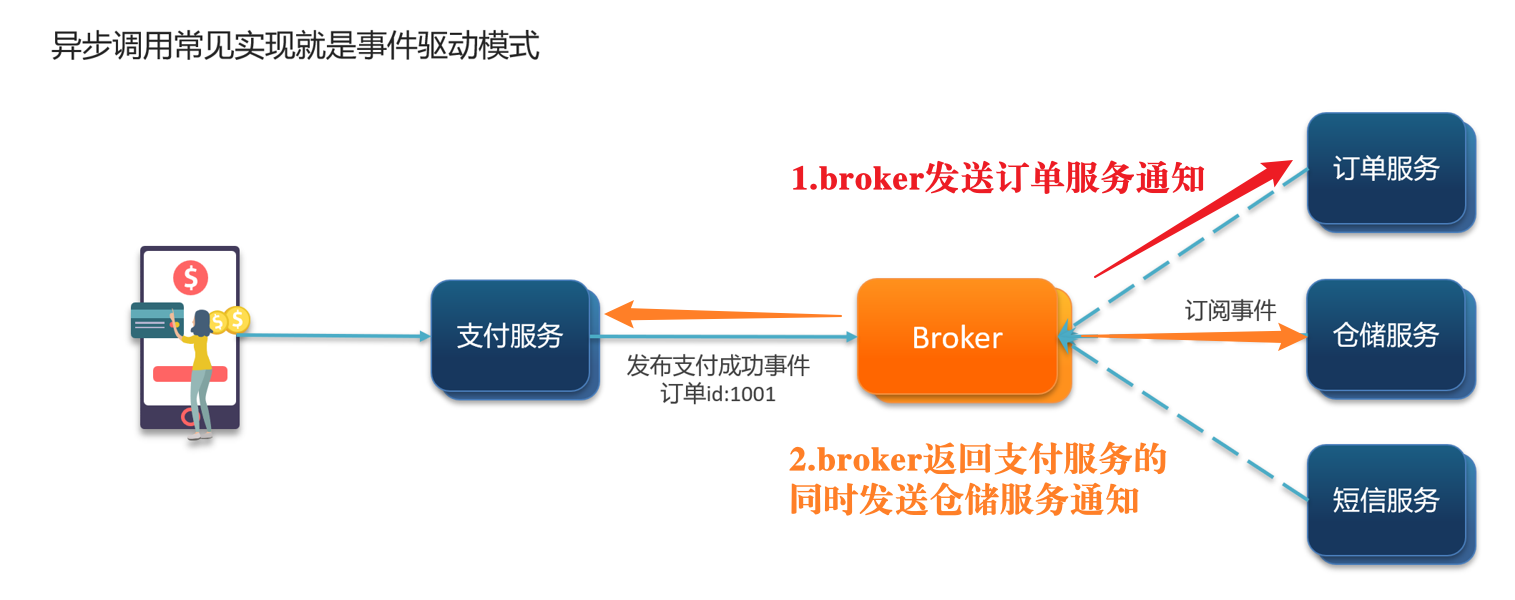 异步调用常见实现就是事件驱动模式
1.broker发送订单服务通知
订单服务
$
$
$
支付服务
发布支付成功事件
订单id:1001
Broker
订阅事件
仓储服务
2.broker返回支付服务的
同时发送仓储服务通知
短信服务